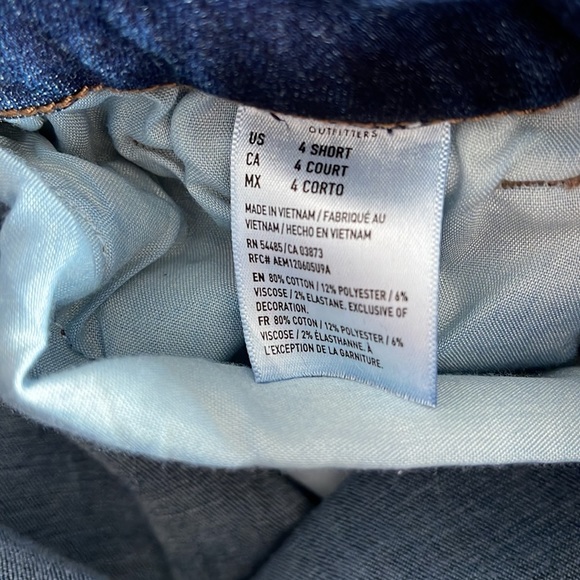 OUTFITTERS
US 4 SHORT
CA 4 COURT
MX 4 CORTO
MADE IN VIETNAM / FABRIQUÉ AU
VIETNAM / HECHO EN VIETNAM
RN 54485/CA 03873
RFC# AEM120605U9A
EN 80% COTTON / 12% POLYESTER / 6%
VISCOSE / 2% ELASTANE. EXCLUSIVE OF
DECORATION.
FR 80% COTON / 12% POLYESTER / 6%
VISCOSE / 2% ÉLASTHANNE. À
L'EXCEPTION DE LA GARNITURE.